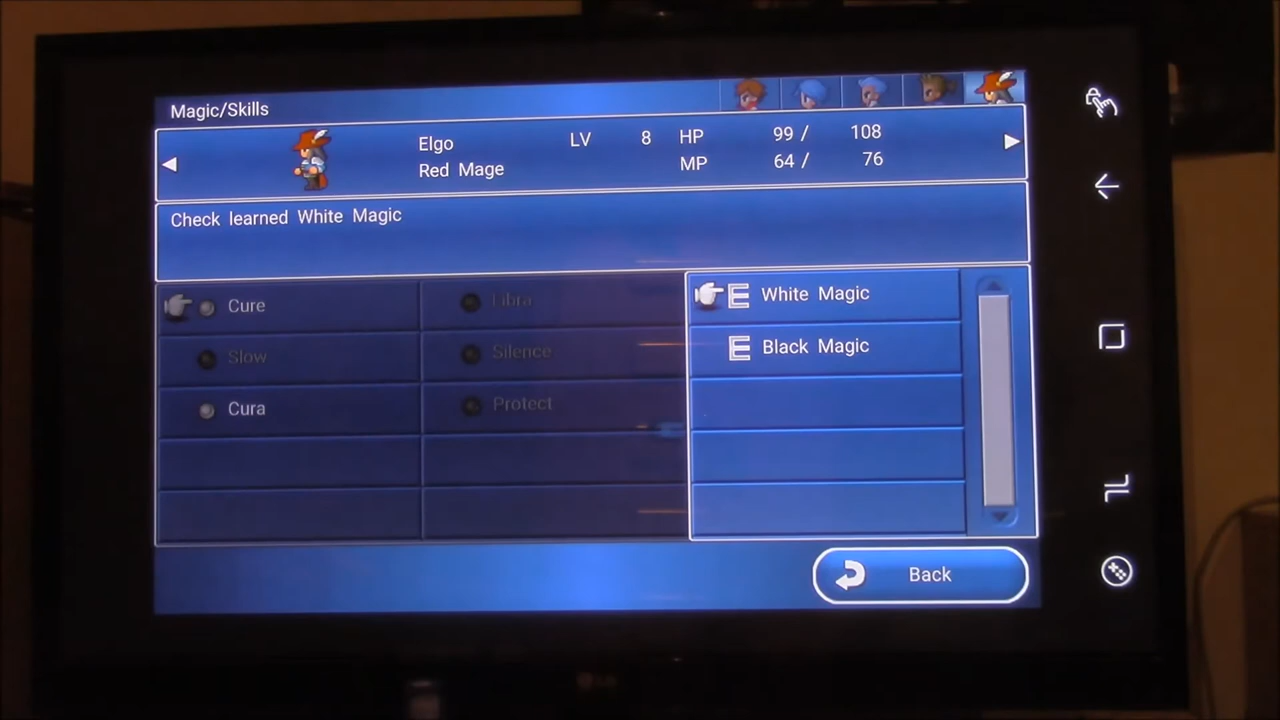 Magic/Skills
Elgo LV 8 HP 99 / 108
Red Mage MP 64 / 76
Check learned White Magic
Cure Libra White Magic
Slow Silence Black Magic
Cura Protect
Back
LG